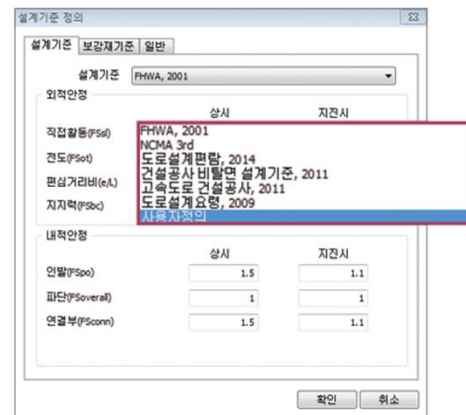 설계기준 정의
설계기준 보강재기준 일반
설계기준 FHWA, 2001
외적안정
상시 지진시
직접활동(FSsl)
전도(FSot)
편심거리비(e/L)
지지력(FSbc)
FHWA, 2001
NCMA 3rd
도로설계편람, 2014
건설공사 비탈면 설계기준, 2011
고속도로 건설공사, 2011
도로설계요령, 2009
사용자정의
내적안정
상시 지진시
인발(FSpo) 1.5 1.1
파단(FSoverall) 1 1
연결부(FSconn) 1.5 1.1
확인 취소